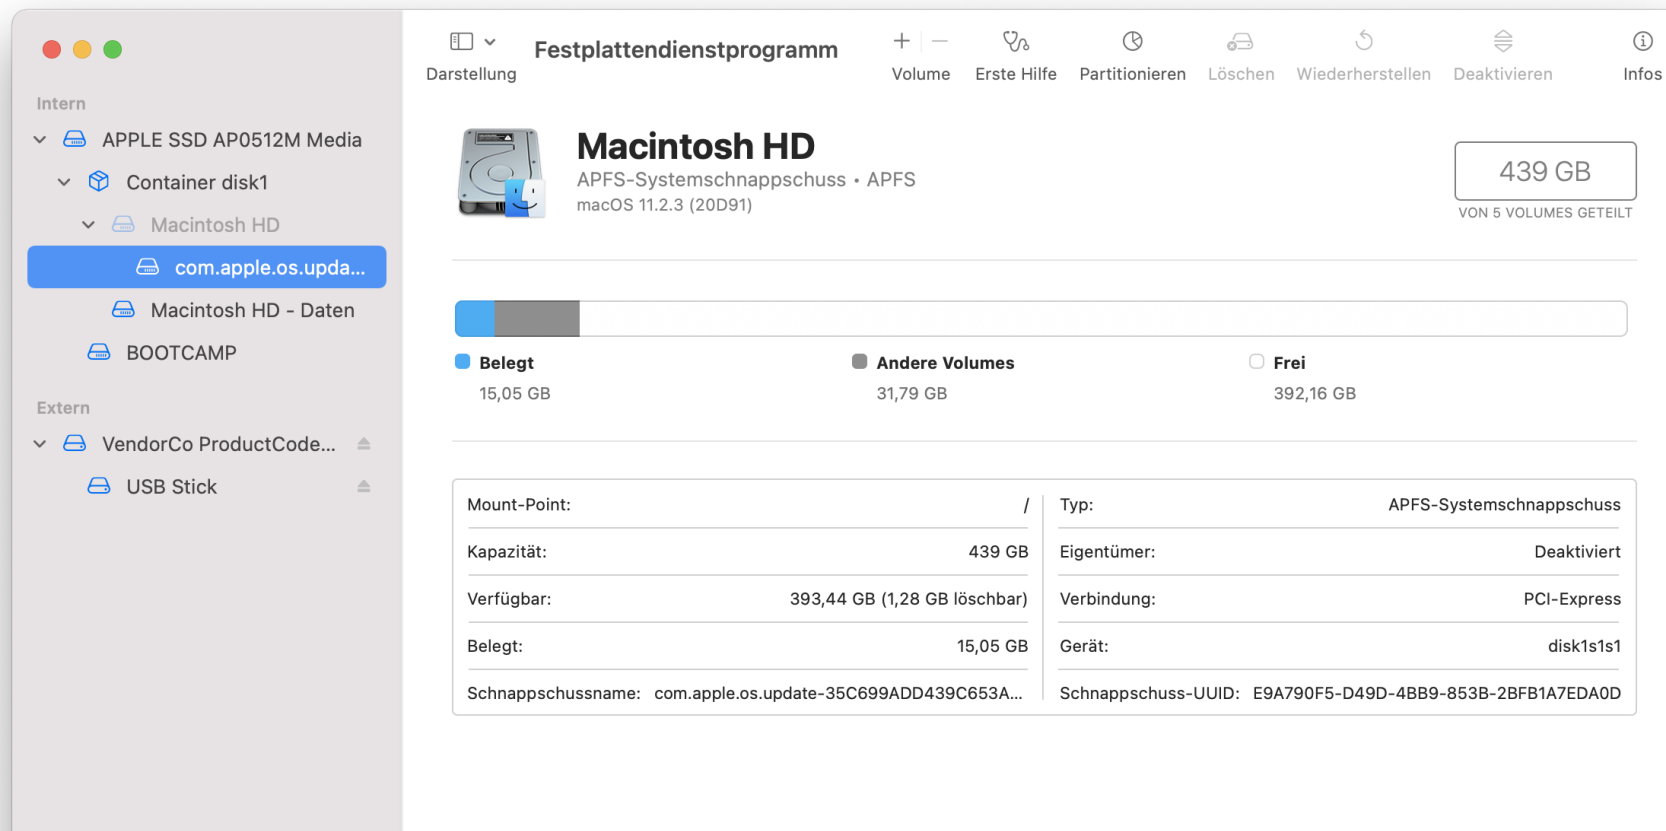 Intern
APPLE SSD AP0512M Media
Container disk1
Macintosh HD
com.apple.os.upda...
Macintosh HD - Daten
BOOTCAMP
Extern
VendorCo ProductCode...
USB Stick
Darstellung
Festplattendienstprogramm
Volume
Erste Hilfe
Partitionieren
Löschen
Wiederherstellen
Deaktivieren
Infos
Macintosh HD
APFS-Systemschnappschuss • APFS
macOS 11.2.3 (20D91)
439 GB
VON 5 VOLUMES GETEILT
Belegt
15,05 GB
Andere Volumes
31,79 GB
Frei
392,16 GB
Mount-Point: /
Kapazität: 439 GB
Verfügbar: 393,44 GB (1,28 GB löschbar)
Belegt: 15,05 GB
Schnappschussname: com.apple.os.update-35C699ADD439C653A...
Typ: APFS-Systemschnappschuss
Eigentümer: Deaktiviert
Verbindung: PCI-Express
Gerät: disk1s1s1
Schnappschuss-UUID: E9A790F5-D49D-4BB9-853B-2BFB1A7EDA0D